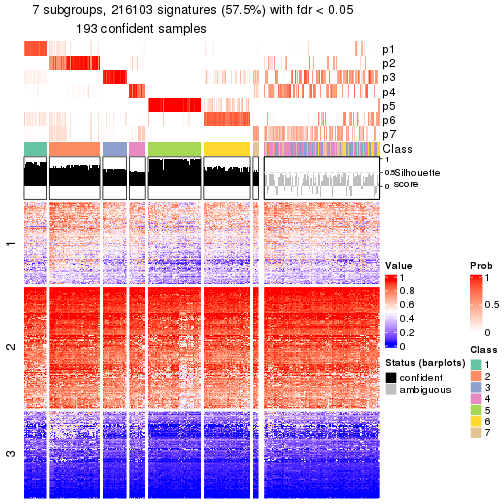 7 subgroups, 216103 signatures (57.5%) with fdr < 0.05
193 confident samples
p1
p2
p3
p4
p5
p6
p7
Class
1
0.5
0
Silhouette
score
1
2
3
Value
1
0.8
0.6
0.4
0.2
0
Prob
1
0.5
0
Status (barplots)
confident
ambiguous
Class
1
2
3
4
5
6
7